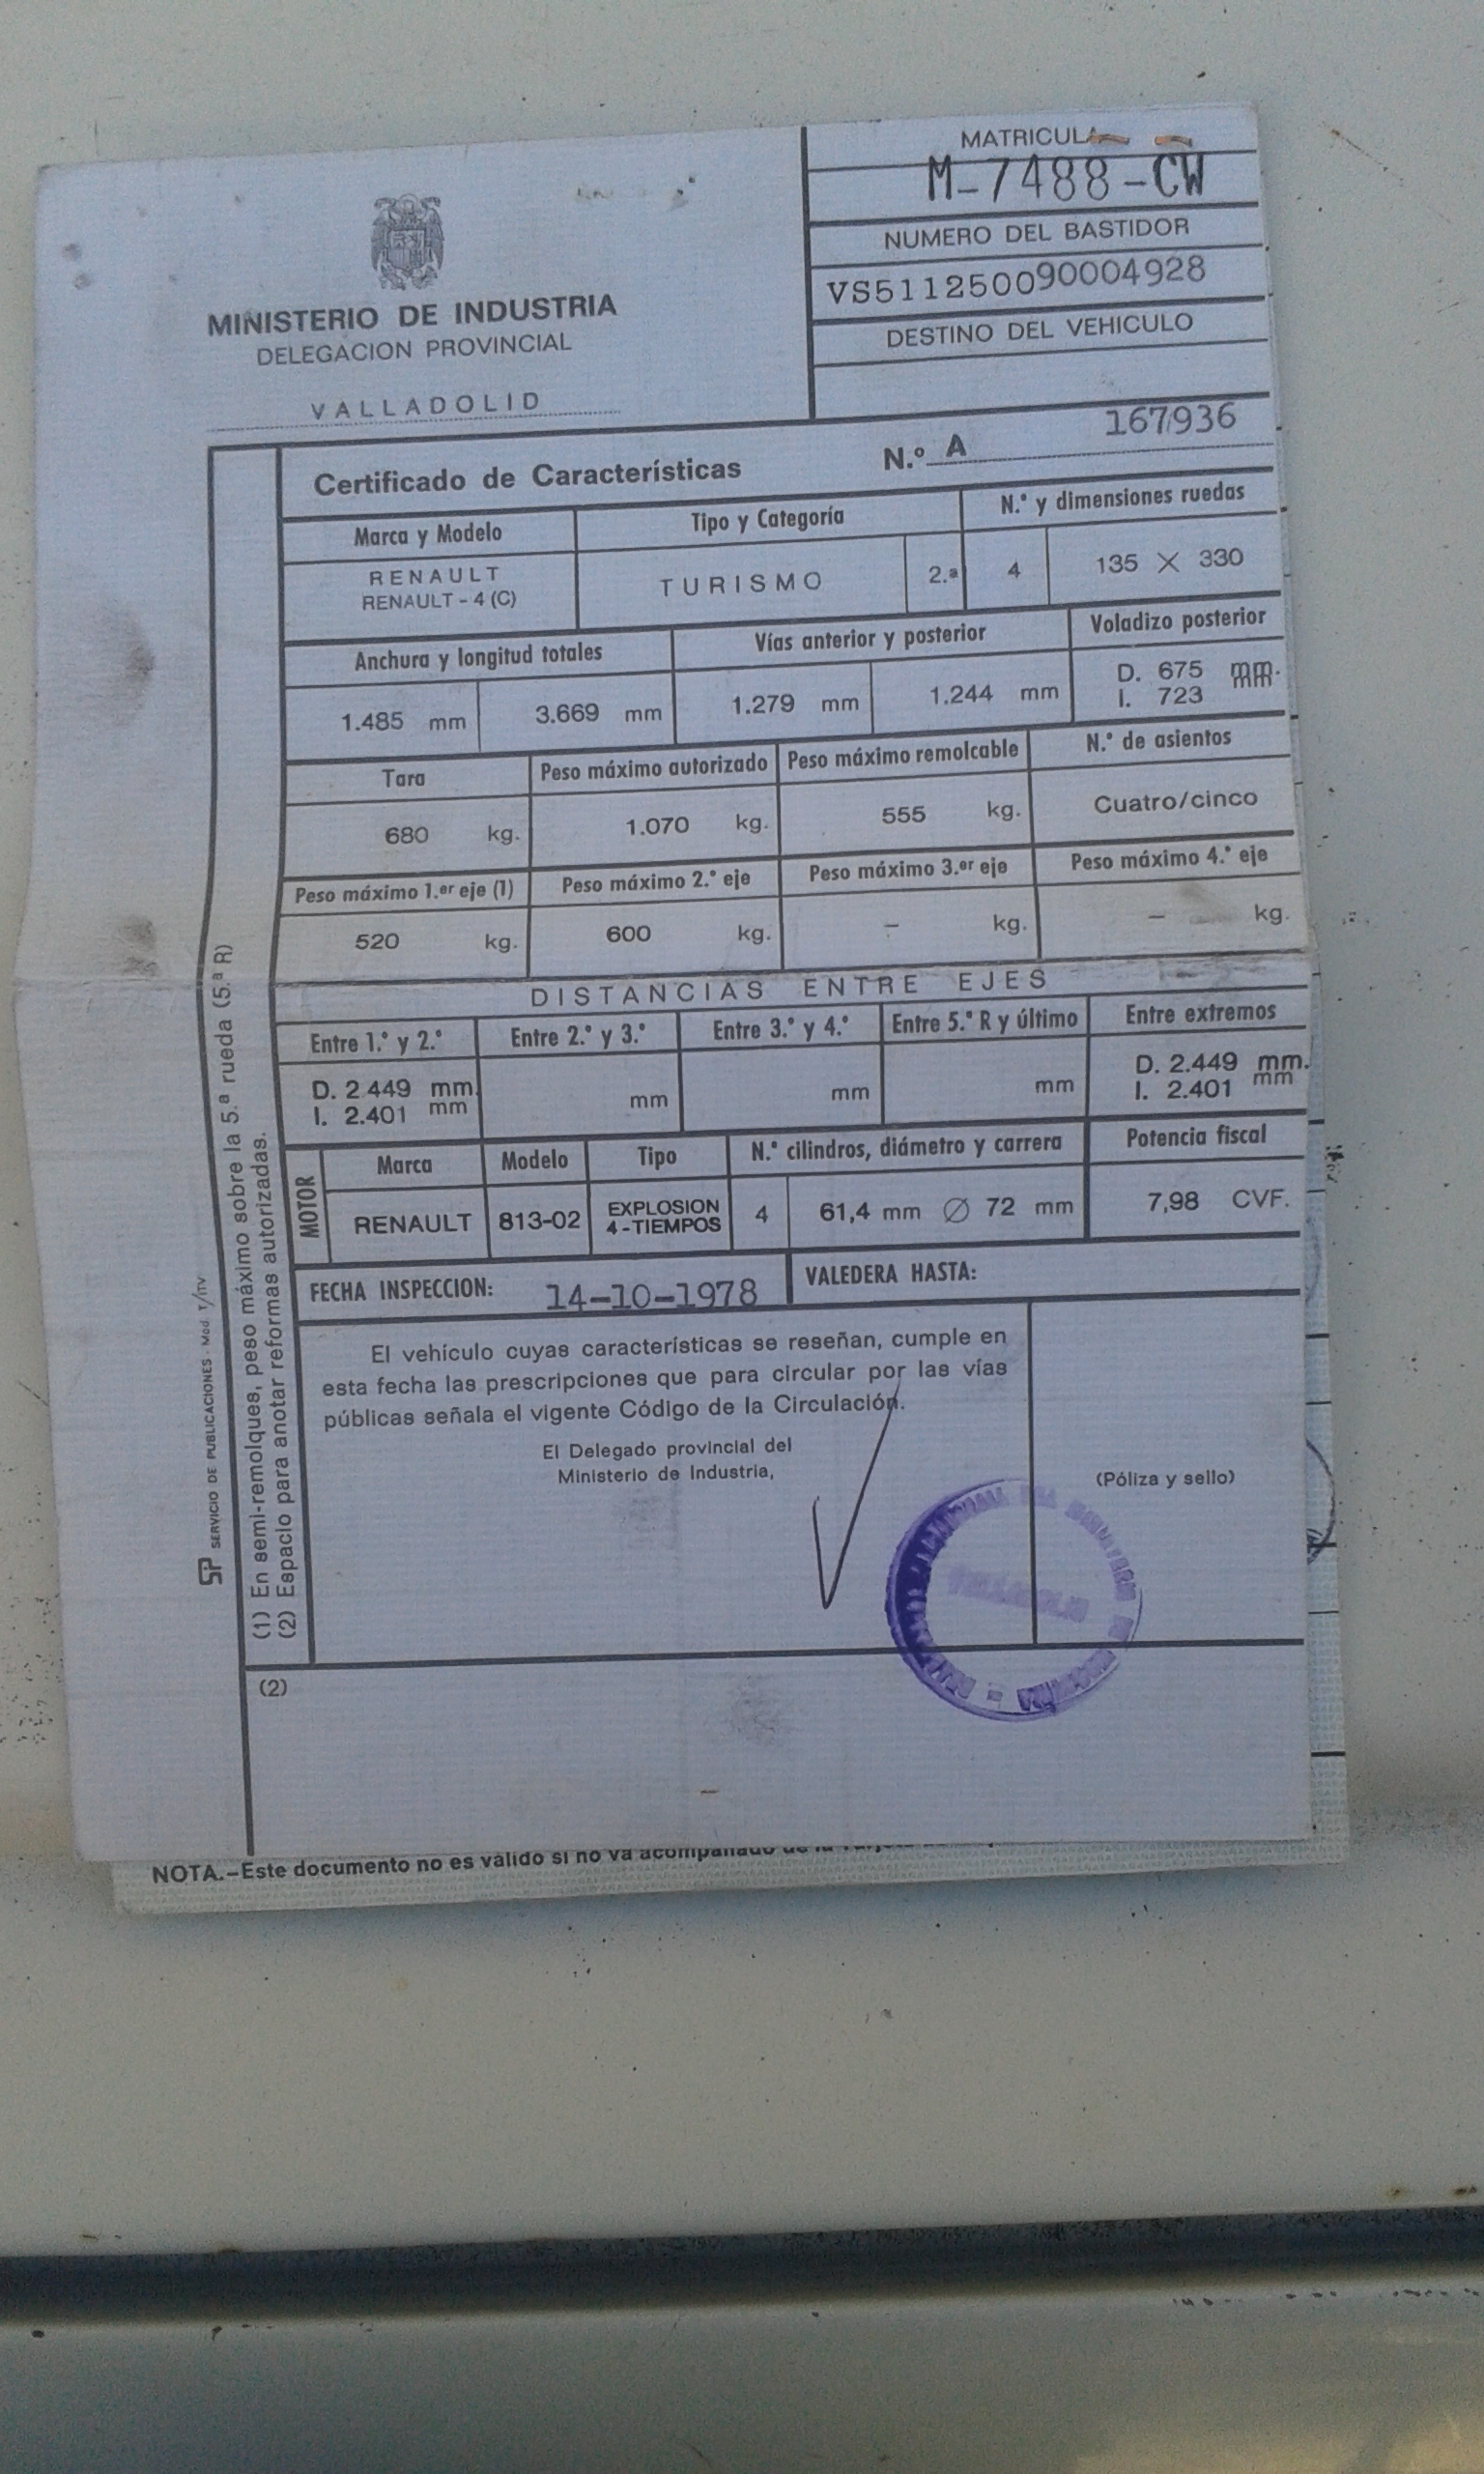 MATRICULA
M-7488-CW
NUMERO DEL BASTIDOR
VS511250090004928
DESTINO DEL VEHICULO
MINISTERIO DE INDUSTRIA
DELEGACION PROVINCIAL
VALLADOLID
Certificado de Características N.º A 167936
Marca y Modelo Tipo y Categoría N.º y dimensiones ruedas
RENAULT
RENAULT - 4 (C) TURISMO 2.ª 4 135 X 330
Anchura y longitud totales Vías anterior y posterior Voladizo posterior
1.485 mm 3.669 mm 1.279 mm 1.244 mm D. 675 mm.
I. 723 mm
Tara Peso máximo autorizado Peso máximo remolcable N.º de asientos
680 kg. 1.070 kg. 555 kg. Cuatro/cinco
Peso máximo 1.er eje (1) Peso máximo 2.º eje Peso máximo 3.er eje Peso máximo 4.º eje
520 kg. 600 kg. – kg. – kg.
DISTANCIAS ENTRE EJES
Entre 1.º y 2.º Entre 2.º y 3.º Entre 3.º y 4.º Entre 5.ª R y último Entre extremos
D. 2.449 mm. mm mm mm D. 2.449 mm.
I. 2.401 mm I. 2.401 mm
MOTOR
Marca Modelo Tipo N.º cilindros, diámetro y carrera Potencia fiscal
RENAULT 813-02 EXPLOSION
4-TIEMPOS 4 61,4 mm Ø 72 mm 7,98 CVF.
FECHA INSPECCION: 14-10-1978 VALEDERA HASTA:
El vehículo cuyas características se reseñan, cumple en
esta fecha las prescripciones que para circular por las vías
públicas señala el vigente Código de la Circulación.
El Delegado provincial del
Ministerio de Industria,
(Póliza y sello)
(2)
SP SERVICIO DE PUBLICACIONES - Mod. T/ITV
(1) En semi-remolques, peso máximo sobre la 5.ª rueda (5.ª R)
(2) Espacio para anotar reformas autorizadas.
NOTA.-Este documento no es válido si no va acompañado de la